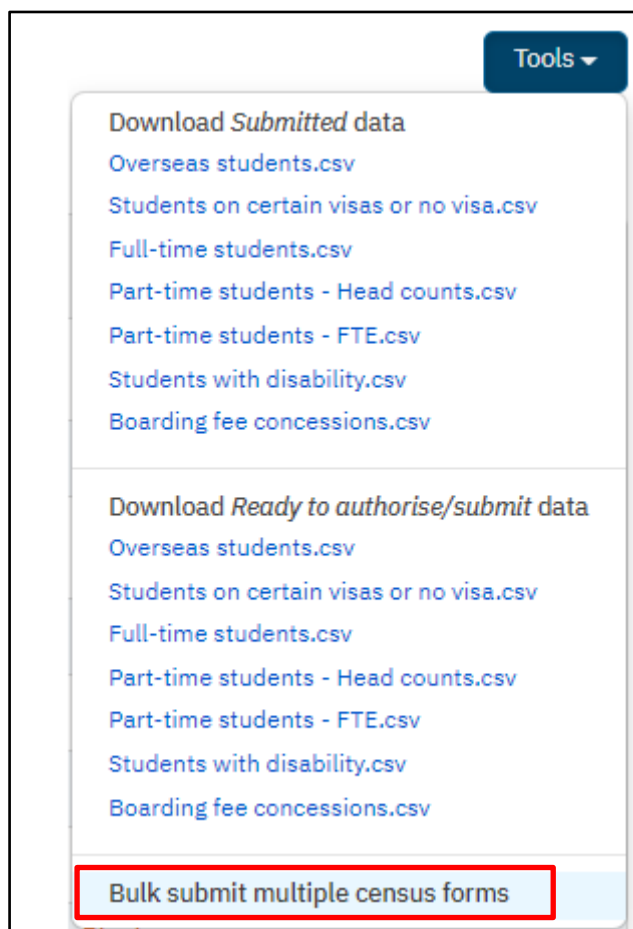 Tools
Download Submitted data
Overseas students.csv
Students on certain visas or no visa.csv
Full-time students.csv
Part-time students - Head counts.csv
Part-time students - FTE.csv
Students with disability.csv
Boarding fee concessions.csv
Download Ready to authorise/submit data
Overseas students.csv
Students on certain visas or no visa.csv
Full-time students.csv
Part-time students - Head counts.csv
Part-time students - FTE.csv
Students with disability.csv
Boarding fee concessions.csv
Bulk submit multiple census forms